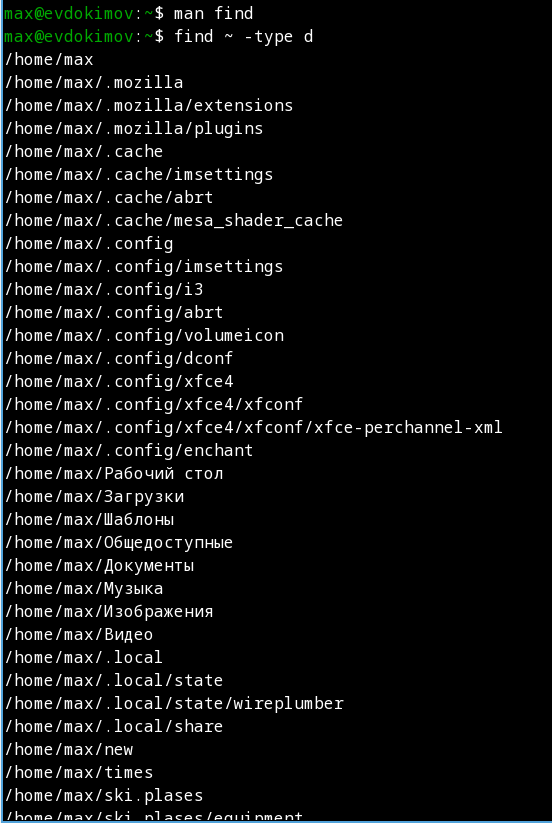 max@evdokimov:~$ man find
max@evdokimov:~$ find ~ -type d
/home/max
/home/max/.mozilla
/home/max/.mozilla/extensions
/home/max/.mozilla/plugins
/home/max/.cache
/home/max/.cache/imsettings
/home/max/.cache/abrt
/home/max/.cache/mesa_shader_cache
/home/max/.config
/home/max/.config/imsettings
/home/max/.config/i3
/home/max/.config/abrt
/home/max/.config/volumeicon
/home/max/.config/dconf
/home/max/.config/xfce4
/home/max/.config/xfce4/xfconf
/home/max/.config/xfce4/xfconf/xfce-perchannel-xml
/home/max/.config/enchant
/home/max/Рабочий стол
/home/max/Загрузки
/home/max/Шаблоны
/home/max/Общедоступные
/home/max/Документы
/home/max/Музыка
/home/max/Изображения
/home/max/Видео
/home/max/.local
/home/max/.local/state
/home/max/.local/state/wireplumber
/home/max/.local/share
/home/max/new
/home/max/times
/home/max/ski.plases
/home/max/ski.plases/equipment